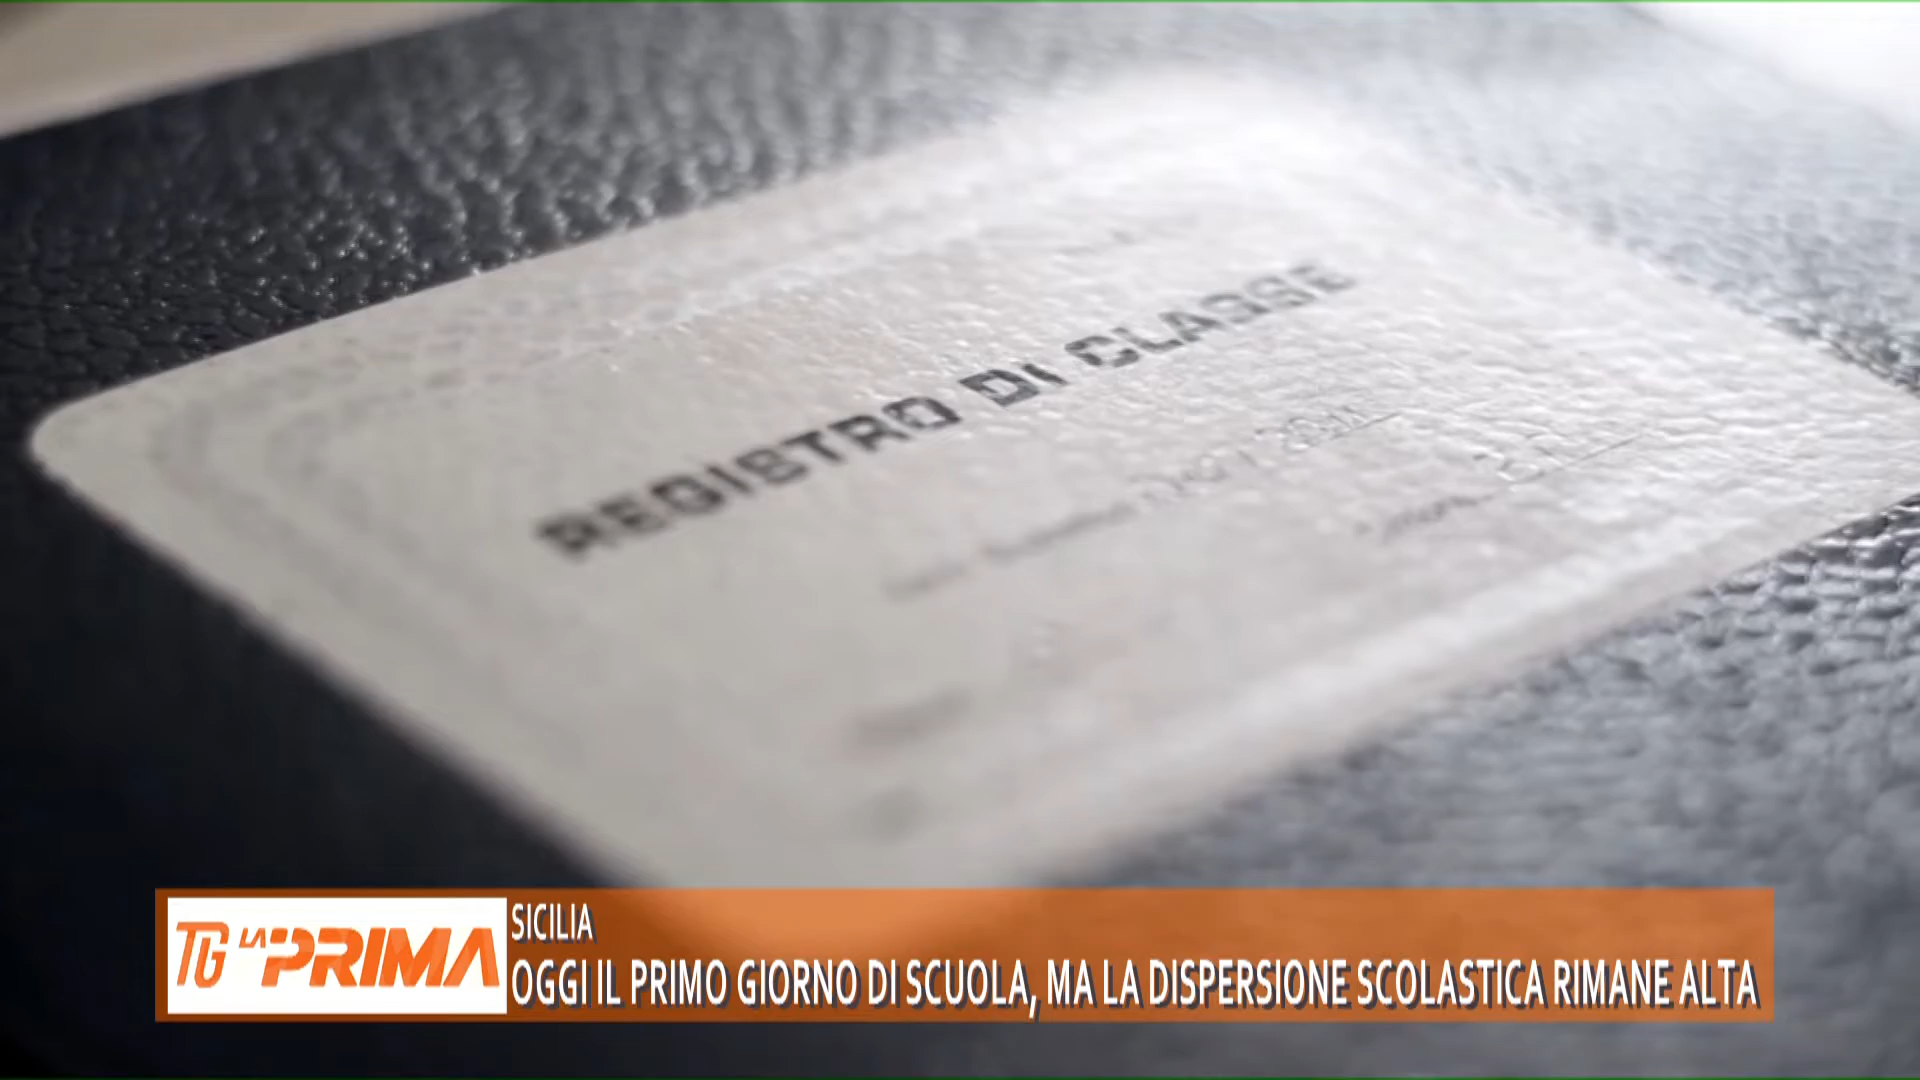 REGISTRO DI CLASSE
TG LA PRIMA
SICILIA
OGGI IL PRIMO GIORNO DI SCUOLA, MA LA DISPERSIONE SCOLASTICA RIMANE ALTA